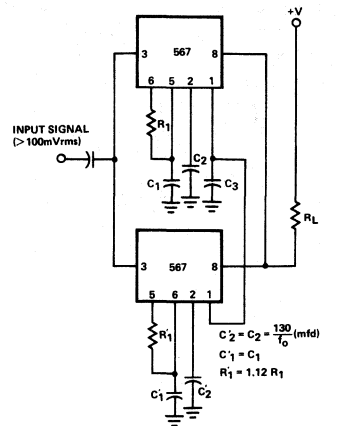 +V
3 567 8
6 5 2 1
R1
INPUT SIGNAL
(>100mVrms)
C1
C2
C3
RL
3 567 8
5 6 2 1
R'1
C'1
C'2
C'2 = C2 = 130/fo (mfd)
C'1 = C1
R'1 = 1.12 R1